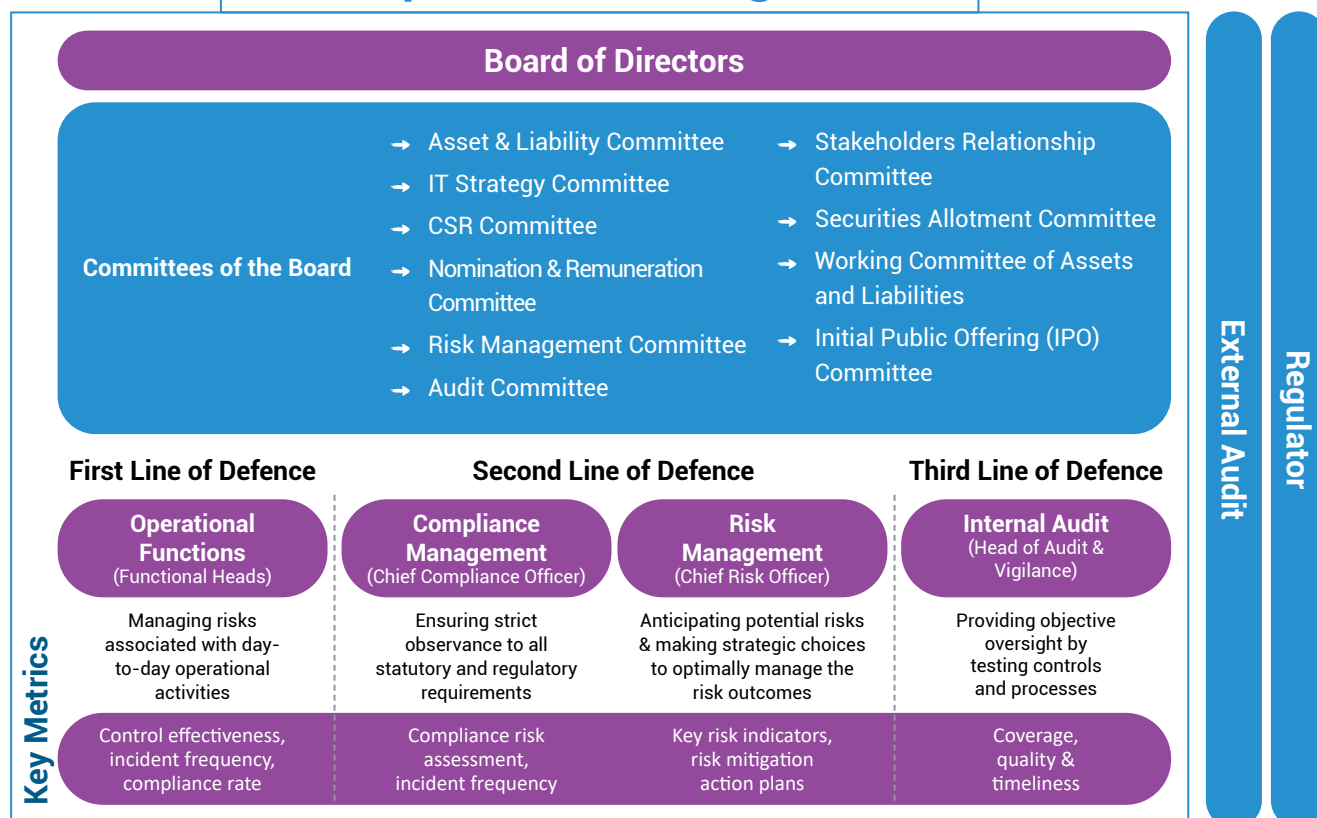 Board of Directors
Committees of the Board
→ Asset & Liability Committee
→ IT Strategy Committee
→ CSR Committee
→ Nomination & Remuneration
Committee
→ Risk Management Committee
→ Audit Committee
→ Stakeholders Relationship
Committee
→ Securities Allotment Committee
→ Working Committee of Assets
and Liabilities
→ Initial Public Offering (IPO)
Committee
First Line of Defence
Second Line of Defence
Third Line of Defence
Operational
Functions
(Functional Heads)
Compliance
Management
(Chief Compliance Officer)
Risk
Management
(Chief Risk Officer)
Internal Audit
(Head of Audit &
Vigilance)
Managing risks
associated with day-
to-day operational
activities
Ensuring strict
observance to all
statutory and regulatory
requirements
Anticipating potential risks
& making strategic choices
to optimally manage the
risk outcomes
Providing objective
oversight by
testing controls
and processes
Key Metrics
Control effectiveness,
incident frequency,
compliance rate
Compliance risk
assessment,
incident frequency
Key risk indicators,
risk mitigation
action plans
Coverage,
quality &
timeliness
External Audit
Regulator